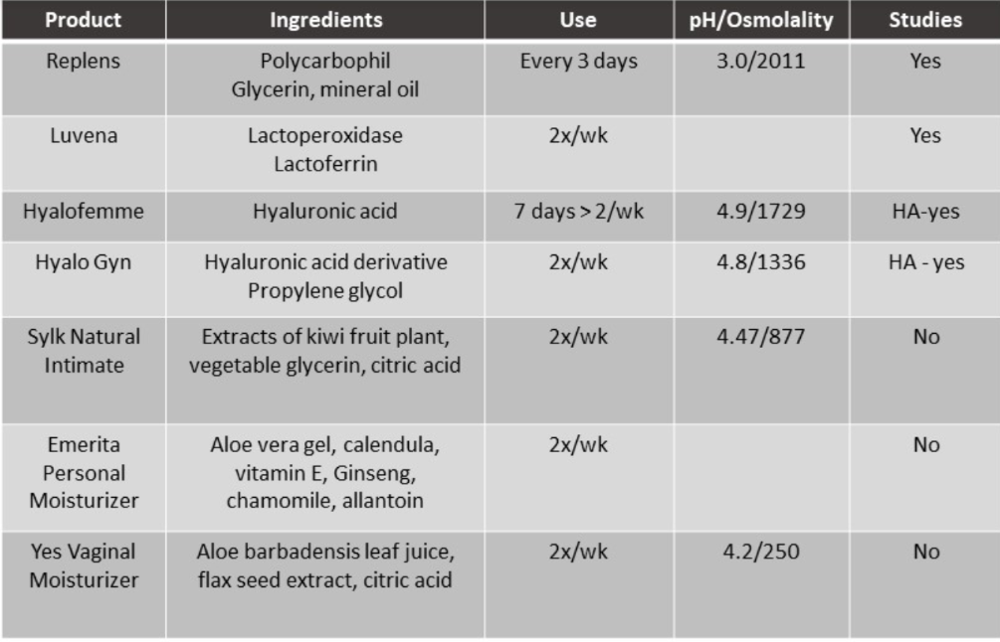 Product Ingredients Use pH/Osmolality Studies
Replens Polycarbophil Every 3 days 3.0/2011 Yes
Glycerin, mineral oil
Luvena Lactoperoxidase 2x/wk Yes
Lactoferrin
Hyalofemme Hyaluronic acid 7 days > 2/wk 4.9/1729 HA-yes
Hyalo Gyn Hyaluronic acid derivative 2x/wk 4.8/1336 HA - yes
Propylene glycol
Sylk Natural Extracts of kiwi fruit plant, 2x/wk 4.47/877 No
Intimate vegetable glycerin, citric acid
Emerita Aloe vera gel, calendula, 2x/wk No
Personal vitamin E, Ginseng,
Moisturizer chamomile, allantoin
Yes Vaginal Aloe barbadensis leaf juice, 2x/wk 4.2/250 No
Moisturizer flax seed extract, citric acid